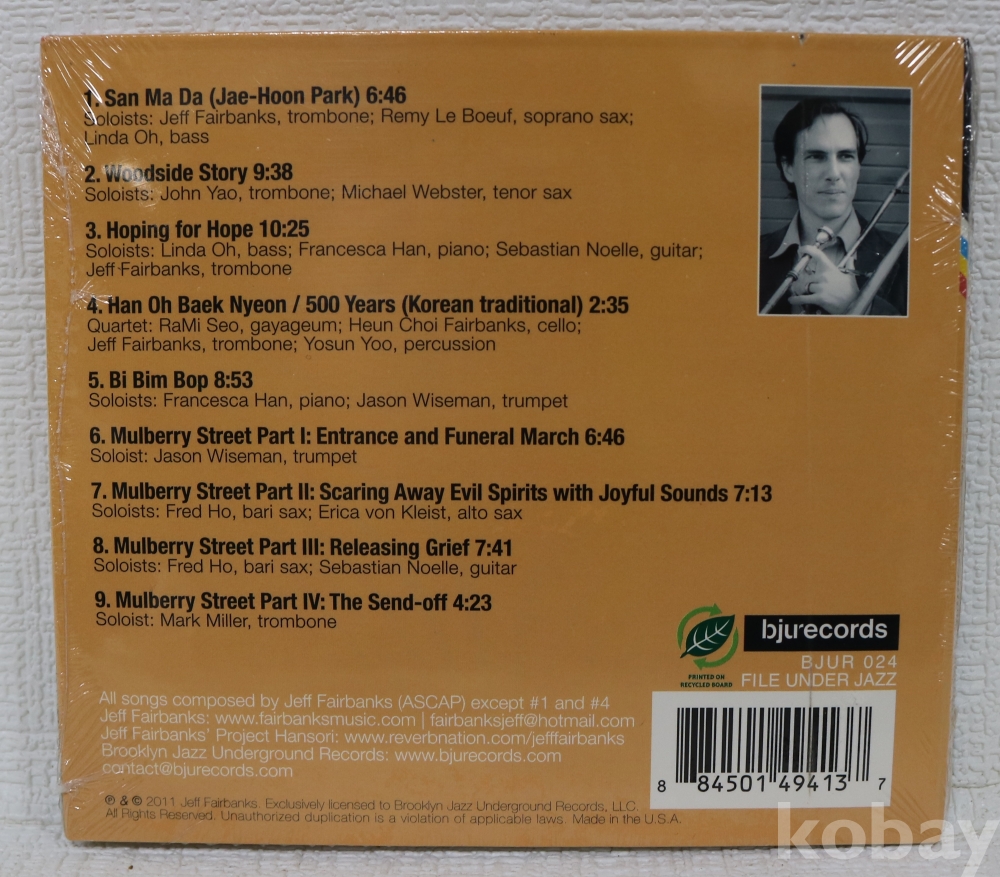 1. San Ma Da (Jae-Hoon Park) 6:46
Soloists: Jeff Fairbanks, trombone; Remy Le Boeuf, soprano sax;
Linda Oh, bass
2. Woodside Story 9:38
Soloists: John Yao, trombone; Michael Webster, tenor sax
3. Hoping for Hope 10:25
Soloists: Linda Oh, bass; Francesca Han, piano; Sebastian Noelle, guitar;
Jeff Fairbanks, trombone
4. Han Oh Baek Nyeon / 500 Years (Korean traditional) 2:35
Quartet: RaMi Seo, gayageum; Heun Choi Fairbanks, cello;
Jeff Fairbanks, trombone; Yosun Yoo, percussion
5. Bi Bim Bop 8:53
Soloists: Francesca Han, piano; Jason Wiseman, trumpet
6. Mulberry Street Part I: Entrance and Funeral March 6:46
Soloist: Jason Wiseman, trumpet
7. Mulberry Street Part II: Scaring Away Evil Spirits with Joyful Sounds 7:13
Soloists: Fred Ho, bari sax; Erica von Kleist, alto sax
8. Mulberry Street Part III: Releasing Grief 7:41
Soloists: Fred Ho, bari sax; Sebastian Noelle, guitar
9. Mulberry Street Part IV: The Send-off 4:23
Soloist: Mark Miller, trombone
PRINTED ON
RECYCLED BOARD
bjurecords
BJUR 024
FILE UNDER JAZZ
All songs composed by Jeff Fairbanks (ASCAP) except #1 and #4
Jeff Fairbanks: www.fairbanksmusic.com | fairbanksjeff@hotmail.com
Jeff Fairbanks' Project Hansori: www.reverbnation.com/jefffairbanks
Brooklyn Jazz Underground Records: www.bjurecords.com
contact@bjurecords.com
℗ & © 2011 Jeff Fairbanks. Exclusively licensed to Brooklyn Jazz Underground Records, LLC.
All Rights Reserved. Unauthorized duplication is a violation of applicable laws. Made in the U.S.A.
8 84501 49413 7
kobay